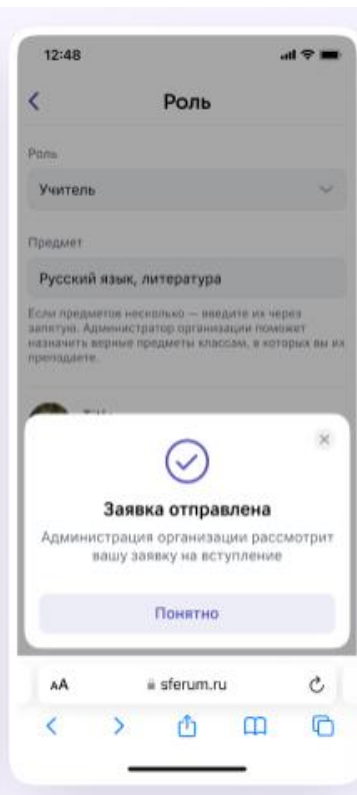 12:48
Роль
Роль
Учитель
Предмет
Русский язык, литература
Если предметов несколько — введите их через
запятую. Администратор организации поможет
назначить верные предметы классам, в которых вы их
преподаете.
Заявка отправлена
Администрация организации рассмотрит
вашу заявку на вступление
Понятно
AA
sferum.ru